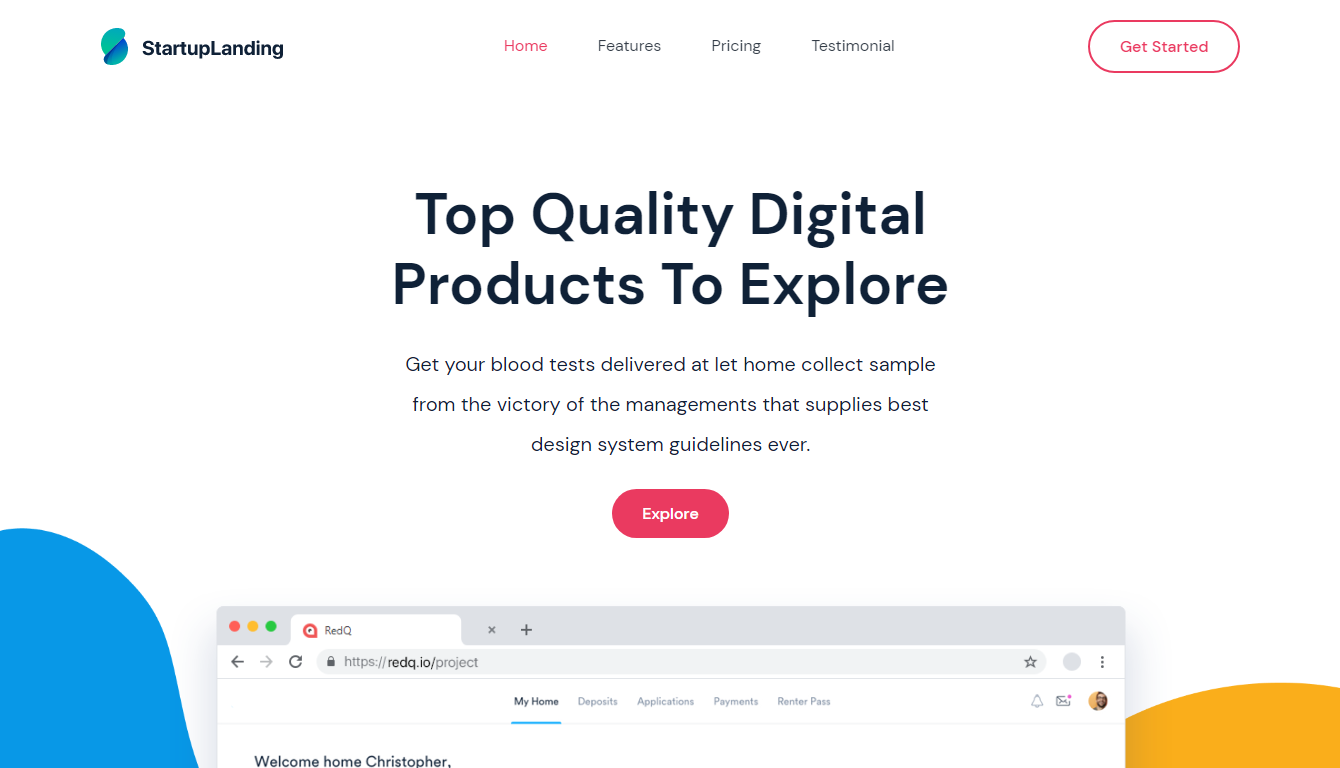 StartupLanding
Home Features Pricing Testimonial
Get Started
Top Quality Digital
Products To Explore
Get your blood tests delivered at let home collect sample
from the victory of the managements that supplies best
design system guidelines ever.
Explore
RedQ
https://redq.io/project
My Home Deposits Applications Payments Renter Pass
Welcome home Christopher,